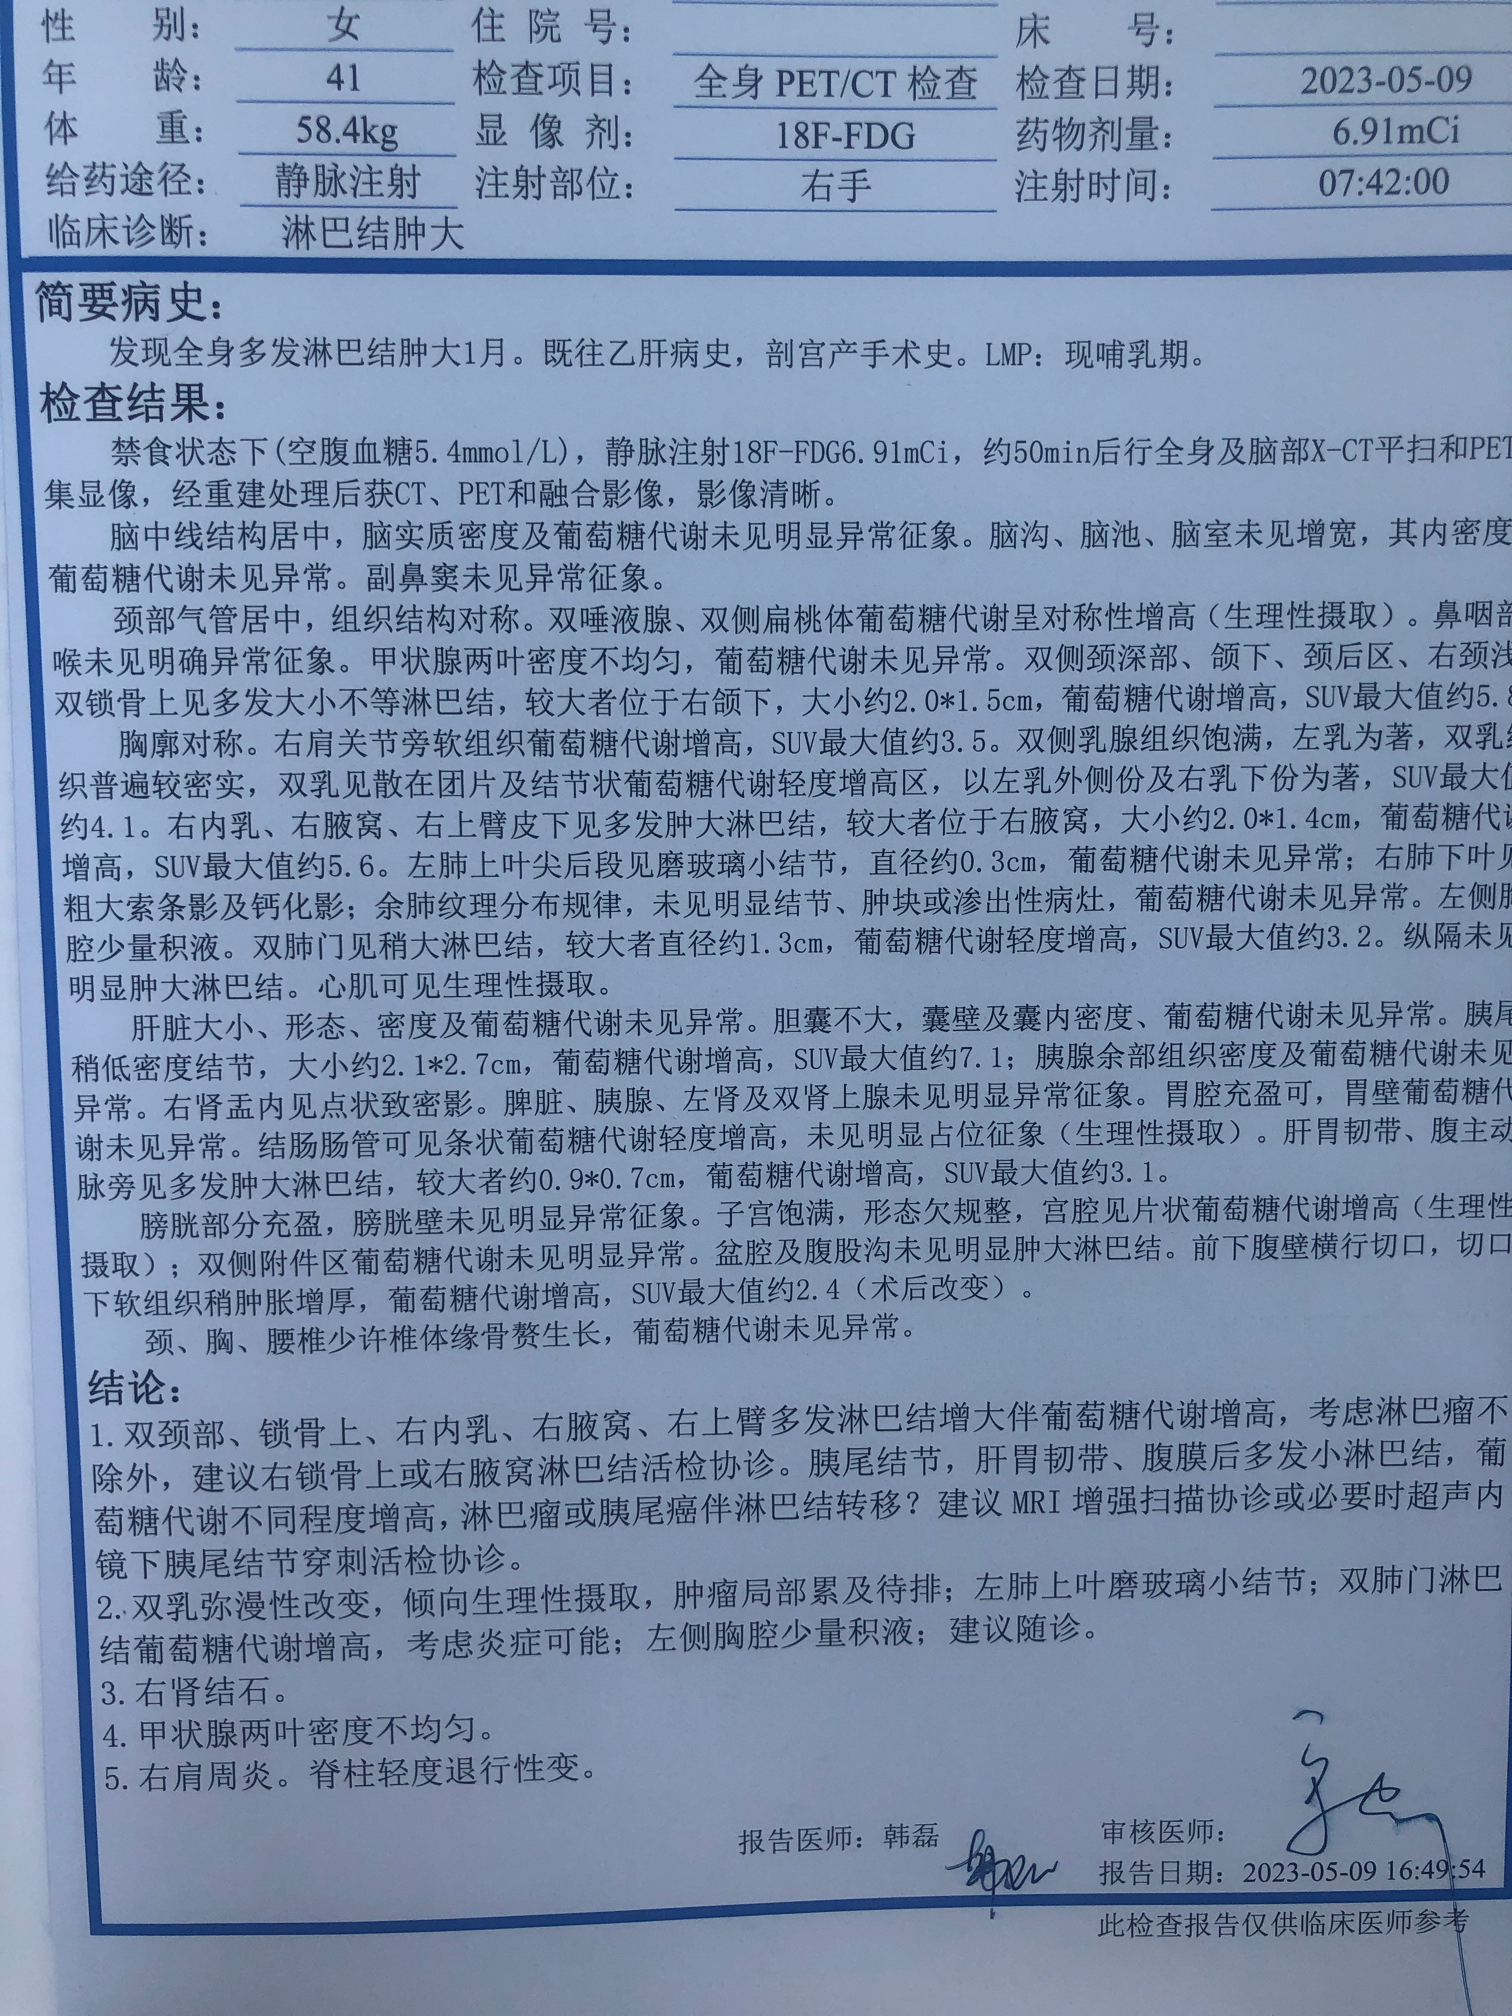 性 别： 女 住 院 号： 床 号：
年 龄： 41 检查项目： 全身 PET/CT 检查 检查日期： 2023-05-09
体 重： 58.4kg 显 像 剂： 18F-FDG 药物剂量： 6.91mCi
给药途径： 静脉注射 注射部位： 右手 注射时间： 07:42:00
临床诊断： 淋巴结肿大
简要病史：
发现全身多发淋巴结肿大1月。既往乙肝病史，剖宫产手术史。LMP：现哺乳期。
检查结果：
禁食状态下(空腹血糖5.4mmol/L)，静脉注射18F-FDG6.91mCi，约50min后行全身及脑部X-CT平扫和PET
集显像，经重建处理后获CT、PET和融合影像，影像清晰。
脑中线结构居中，脑实质密度及葡萄糖代谢未见明显异常征象。脑沟、脑池、脑室未见增宽，其内密度
葡萄糖代谢未见异常。副鼻窦未见异常征象。
颈部气管居中，组织结构对称。双唾液腺、双侧扁桃体葡萄糖代谢呈对称性增高（生理性摄取）。鼻咽部
喉未见明确异常征象。甲状腺两叶密度不均匀，葡萄糖代谢未见异常。双侧颈深部、颌下、颈后区、右颈浅
双锁骨上见多发大小不等淋巴结，较大者位于右颌下，大小约2.0*1.5cm，葡萄糖代谢增高，SUV最大值约5.8
胸廓对称。右肩关节旁软组织葡萄糖代谢增高，SUV最大值约3.5。双侧乳腺组织饱满，左乳为著，双乳
织普遍较密实，双乳见散在团片及结节状葡萄糖代谢轻度增高区，以左乳外侧份及右乳下份为著，SUV最大值
约4.1。右内乳、右腋窝、右上臂皮下见多发肿大淋巴结，较大者位于右腋窝，大小约2.0*1.4cm，葡萄糖代谢
增高，SUV最大值约5.6。左肺上叶尖后段见磨玻璃小结节，直径约0.3cm，葡萄糖代谢未见异常；右肺下叶见
粗大索条影及钙化影；余肺纹理分布规律，未见明显结节、肿块或渗出性病灶，葡萄糖代谢未见异常。左侧胸
腔少量积液。双肺门见稍大淋巴结，较大者直径约1.3cm，葡萄糖代谢轻度增高，SUV最大值约3.2。纵隔未见
明显肿大淋巴结。心肌可见生理性摄取。
肝脏大小、形态、密度及葡萄糖代谢未见异常。胆囊不大，囊壁及囊内密度、葡萄糖代谢未见异常。胰尾
稍低密度结节，大小约2.1*2.7cm，葡萄糖代谢增高，SUV最大值约7.1；胰腺余部组织密度及葡萄糖代谢未见
异常。右肾盂内见点状致密影。脾脏、胰腺、左肾及双肾上腺未见明显异常征象。胃腔充盈可，胃壁葡萄糖代
谢未见异常。结肠肠管可见条状葡萄糖代谢轻度增高，未见明显占位征象（生理性摄取）。肝胃韧带、腹主动
脉旁见多发肿大淋巴结，较大者约0.9*0.7cm，葡萄糖代谢增高，SUV最大值约3.1。
膀胱部分充盈，膀胱壁未见明显异常征象。子宫饱满，形态欠规整，宫腔见片状葡萄糖代谢增高（生理性
摄取）；双侧附件区葡萄糖代谢未见明显异常。盆腔及腹股沟未见明显肿大淋巴结。前下腹壁横行切口，切口
下软组织稍肿胀增厚，葡萄糖代谢增高，SUV最大值约2.4（术后改变）。
颈、胸、腰椎少许椎体缘骨赘生长，葡萄糖代谢未见异常。
结论：
1.双颈部、锁骨上、右内乳、右腋窝、右上臂多发淋巴结增大伴葡萄糖代谢增高，考虑淋巴瘤不
除外，建议右锁骨上或右腋窝淋巴结活检协诊。胰尾结节，肝胃韧带、腹膜后多发小淋巴结，葡
萄糖代谢不同程度增高，淋巴瘤或胰尾癌伴淋巴结转移？建议 MRI 增强扫描协诊或必要时超声内
镜下胰尾结节穿刺活检协诊。
2.双乳弥漫性改变，倾向生理性摄取，肿瘤局部累及待排；左肺上叶磨玻璃小结节；双肺门淋巴
结葡萄糖代谢增高，考虑炎症可能；左侧胸腔少量积液；建议随诊。
3.右肾结石。
4.甲状腺两叶密度不均匀。
5.右肩周炎。脊柱轻度退行性变。
报告医师：韩磊 审核医师：
报告日期：2023-05-09 16:49:54
此检查报告仅供临床医师参考